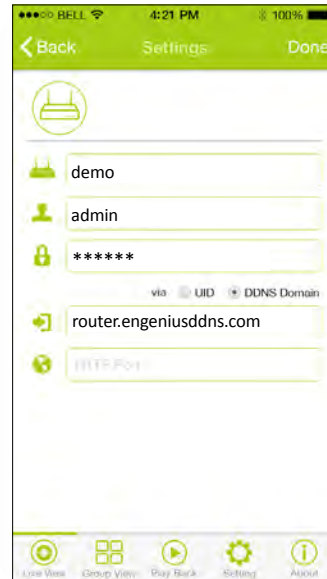 BELL 4:21 PM 100%
Back Settings Done
demo
admin
******
via UID DDNS Domain
router.engeniusddns.com
HTTP Port
Live View Group View Play Back Setting About